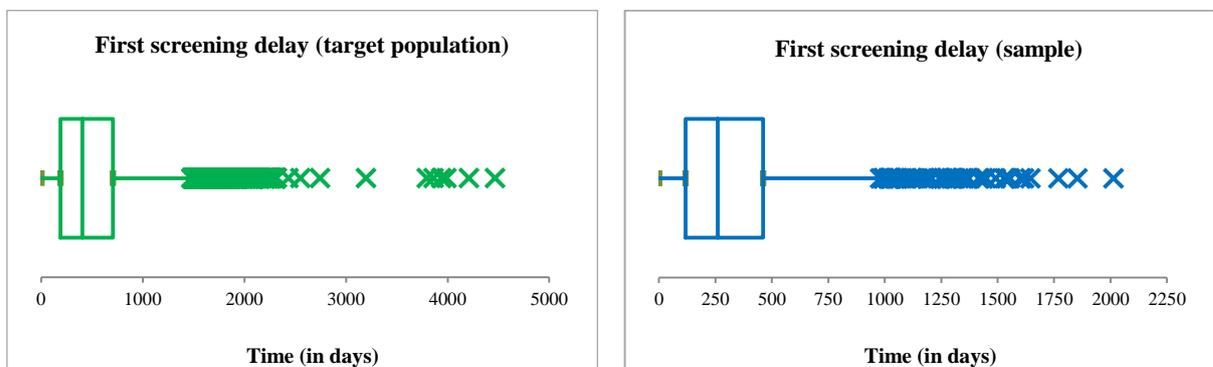 First screening delay (target population)
0 1000 2000 3000 4000 5000
Time (in days)
First screening delay (sample)
0 250 500 750 1000 1250 1500 1750 2000 2250
Time (in days)